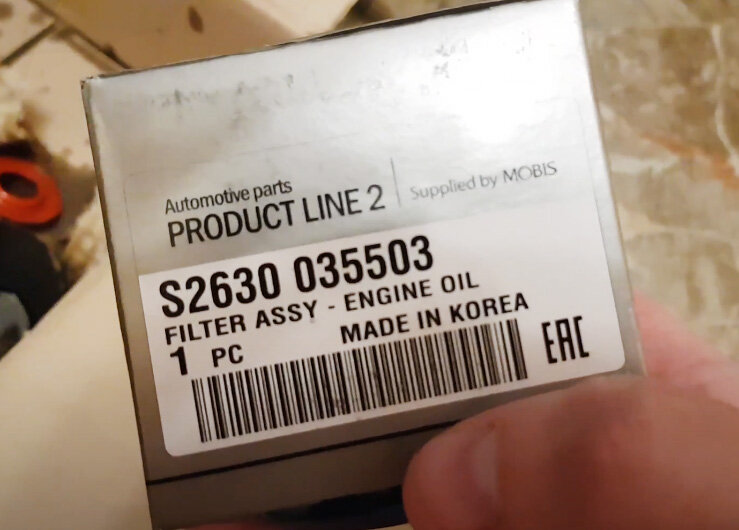 Automotive parts
PRODUCT LINE 2
Supplied by MOBIS
S2630 035503
FILTER ASSY - ENGINE OIL
1 PC
MADE IN KOREA
EAC